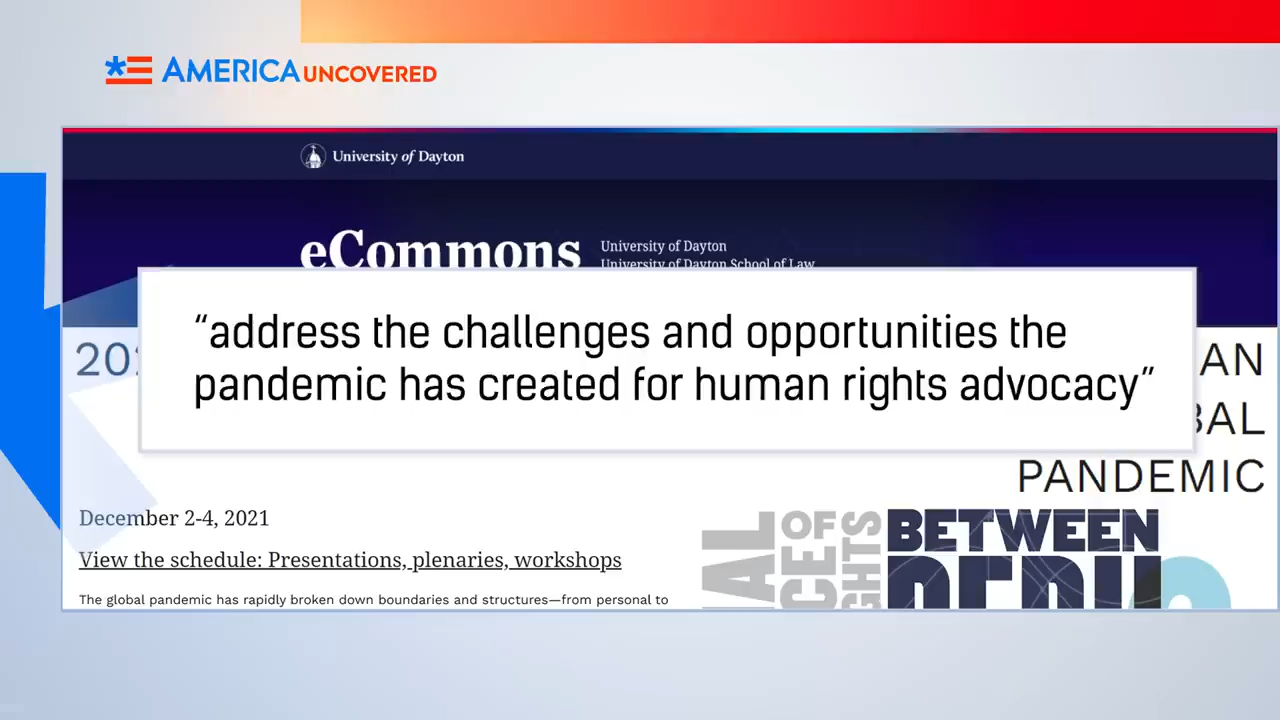 AMERICA UNCOVERED
University of Dayton
eCommons
University of Dayton
University of Dayton School of Law
“address the challenges and opportunities the
pandemic has created for human rights advocacy”
AN
PANDEMIC
December 2-4, 2021
View the schedule: Presentations, plenaries, workshops
The global pandemic has rapidly broken down boundaries and structures—from personal to
OF
BETWEEN